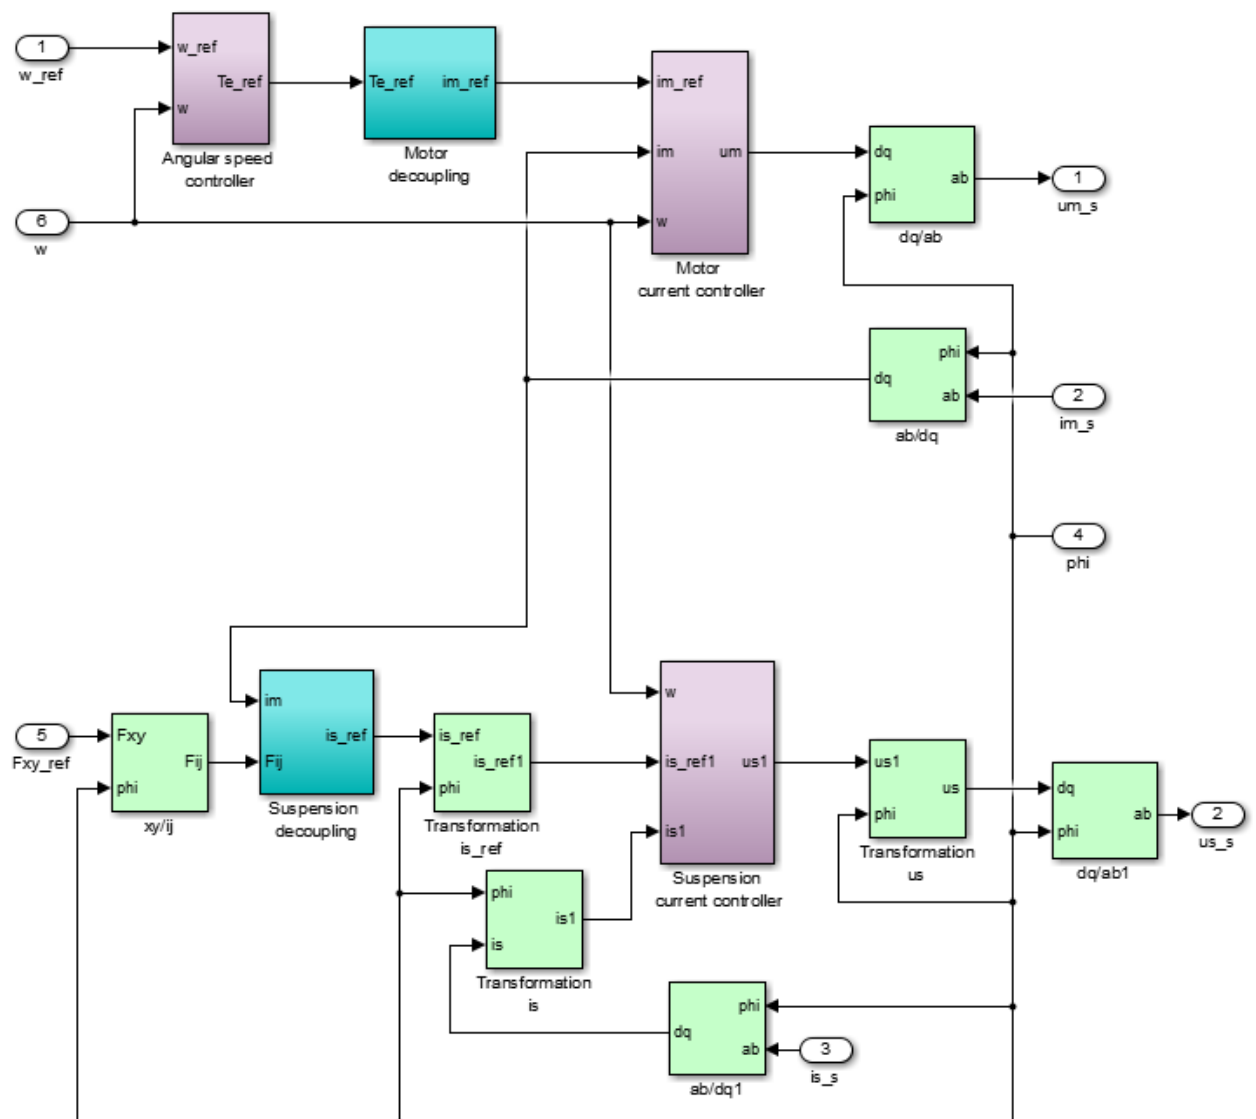 1
w_ref
w_ref
Te_ref
w
Angular speed
controller
Te_ref
im_ref
Motor
decoupling
im_ref
im
um
w
Motor
current controller
dq
ab
phi
dq/ab
1
um_s
6
w
phi
dq
ab
ab/dq
2
im_s
4
phi
5
Fxy_ref
Fxy
Fij
phi
xy/ij
im
is_ref
Fij
Suspension
decoupling
is_ref
is_ref1
phi
Transformation
is_ref
w
is_ref1
us1
is1
Suspension
current controller
us1
us
phi
Transformation
us
dq
ab
phi
dq/ab1
2
us_s
phi
is1
is
Transformation
is
phi
dq
ab
ab/dq1
3
is_s